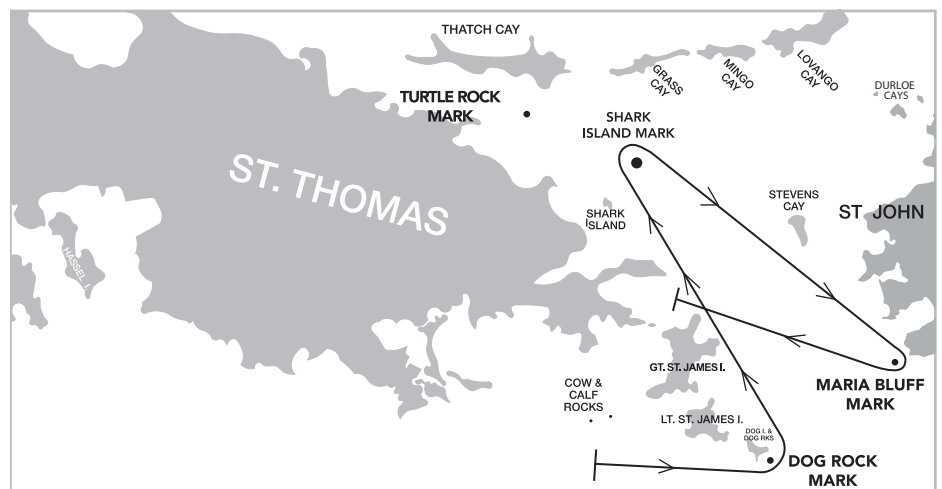 THATCH CAY
GRASS
CAY
MINGO
CAY
LOVANGO
CAY
DURLOE
CAYS
TURTLE ROCK
MARK
SHARK
ISLAND MARK
ST. THOMAS
STEVENS
CAY
ST JOHN
SHARK
ISLAND
HASSEL I.
GT. ST. JAMES I.
MARIA BLUFF
MARK
COW &
CALF
ROCKS
LT. ST. JAMES I.
DOG I. &
DOG RKS
DOG ROCK
MARK